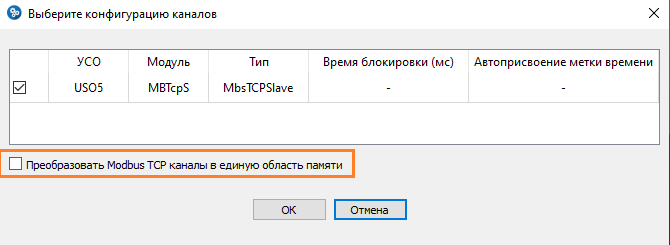 Выберите конфигурацию каналов
УСО Модуль Тип Время блокировки (мс) Автоприсвоение метки времени
USO5 MBTcpS MbsTCPSlave - -
Преобразовать Modbus TCP каналы в единую область памяти
ОК Отмена